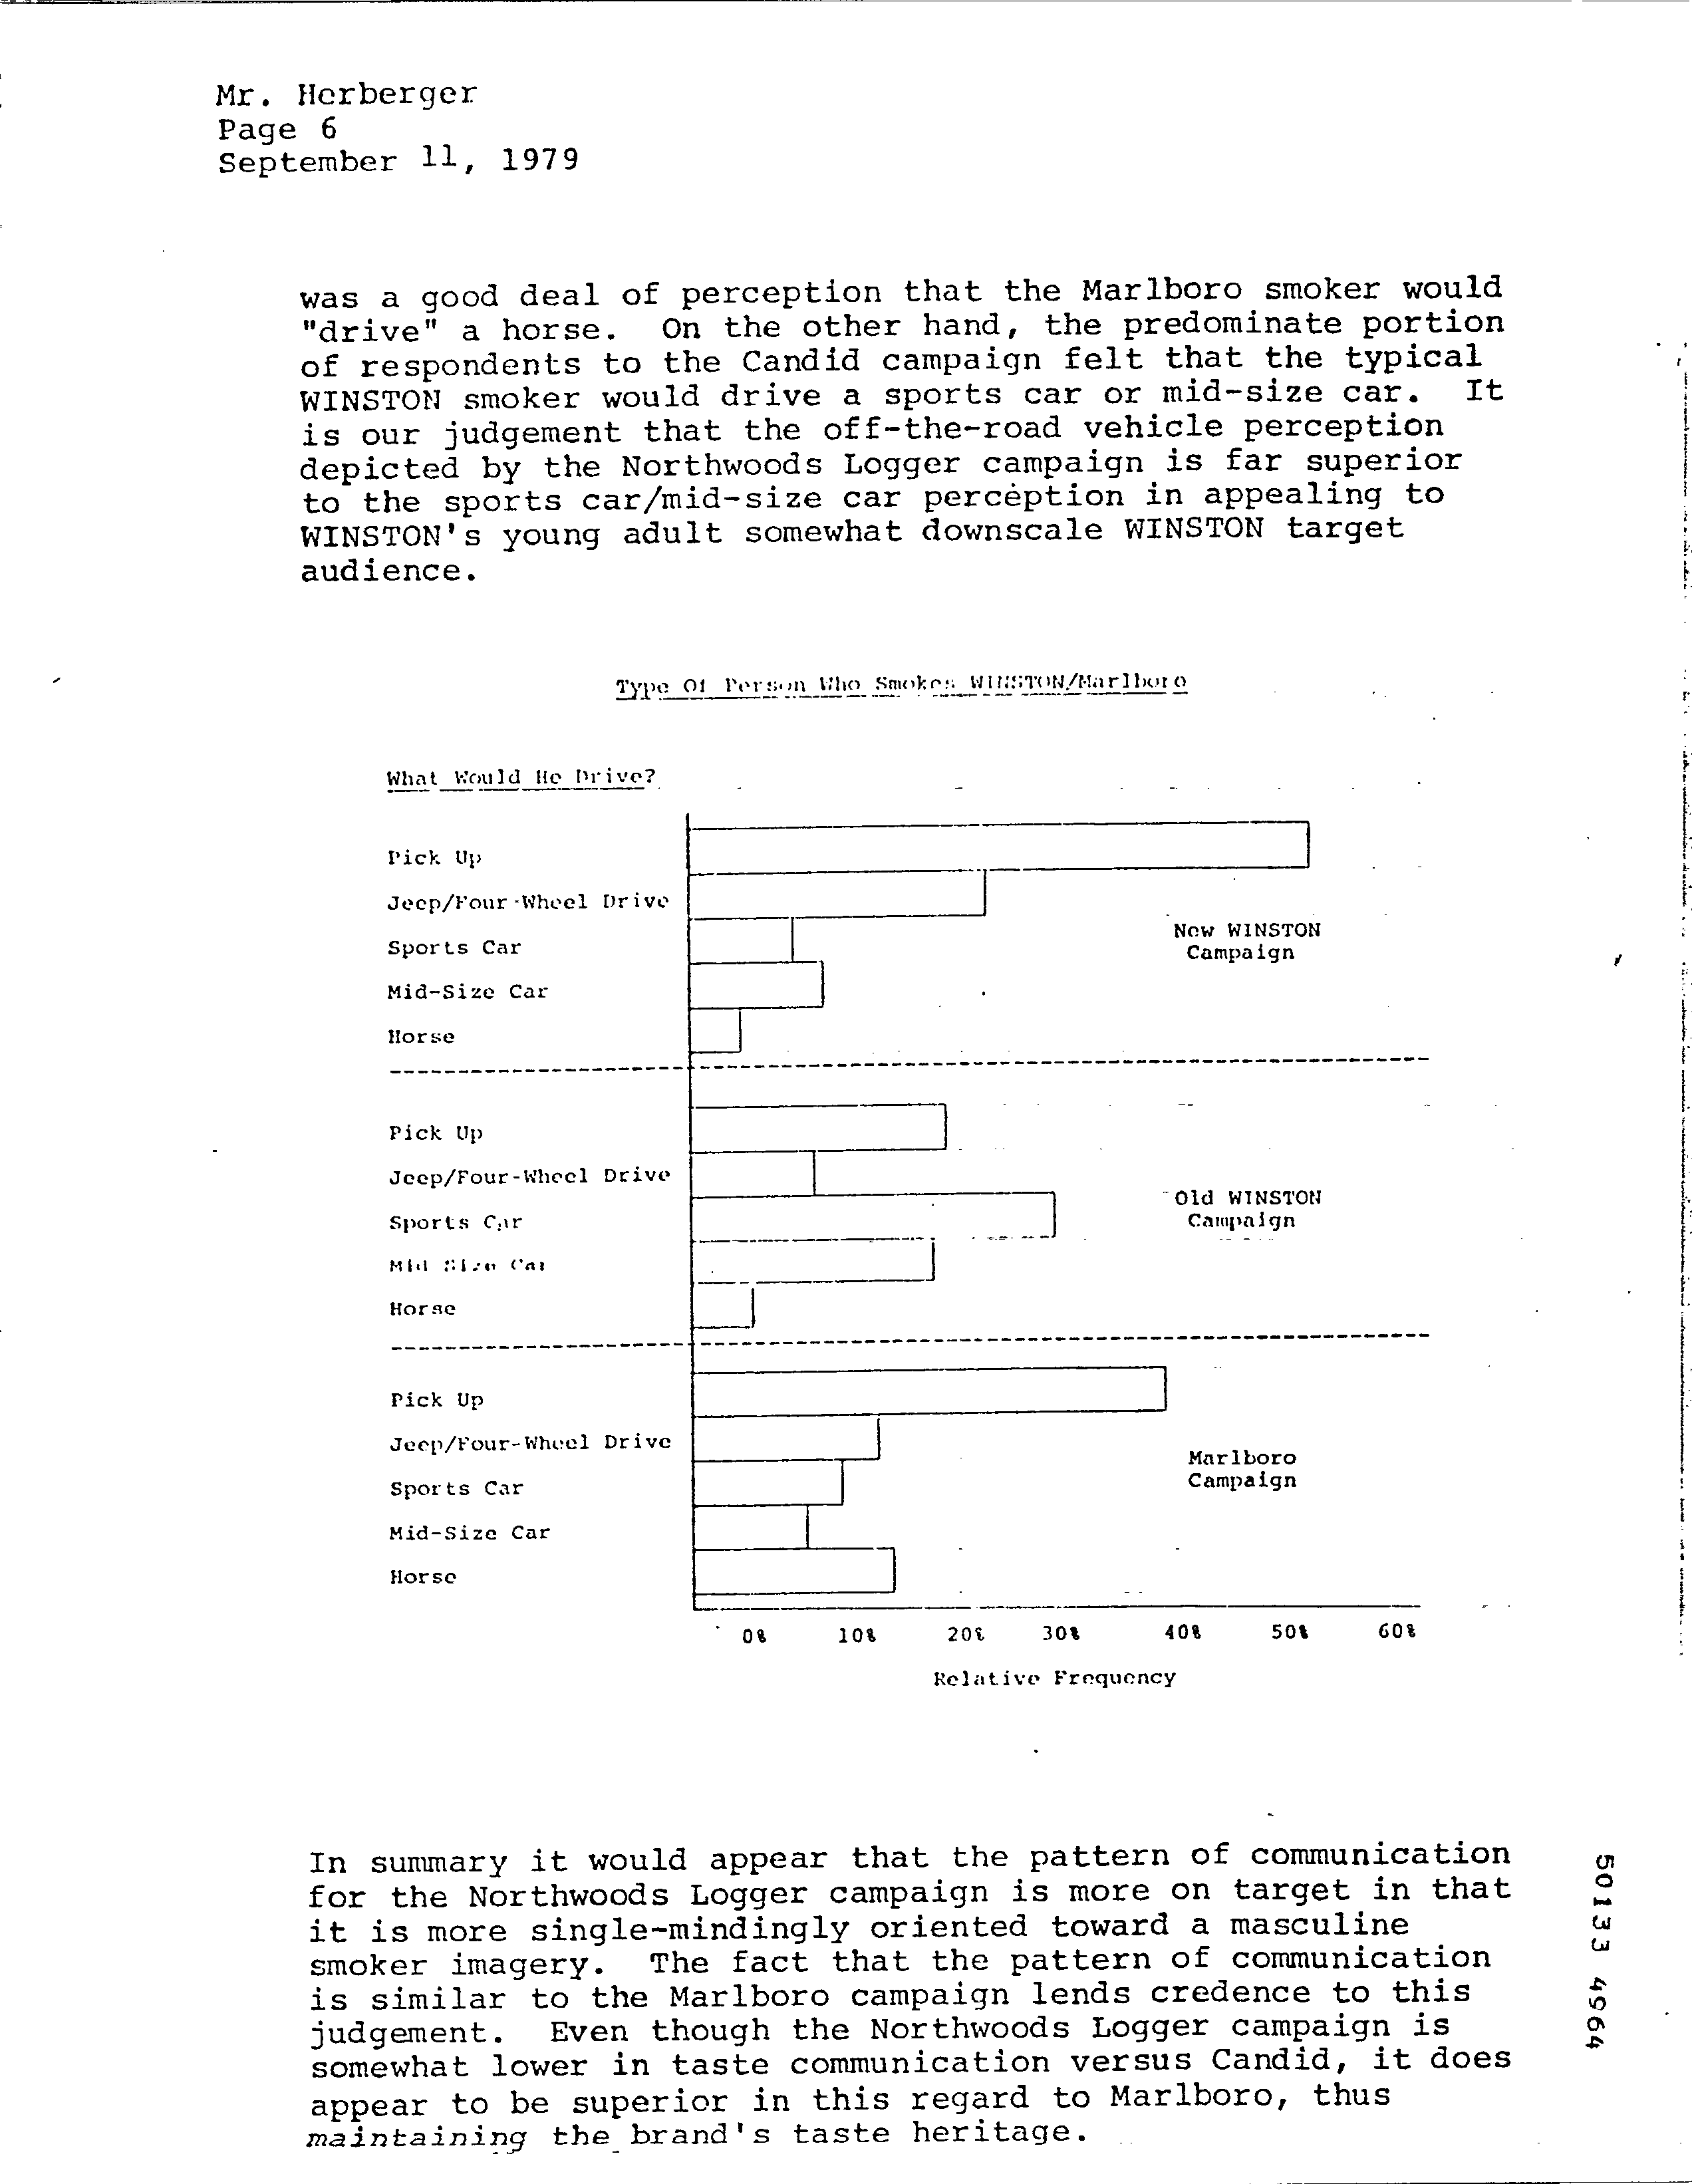 Mr. Herberger
Page 6
September 11, 1979
was a good deal of perception that the Marlboro smoker would
"drive" a horse. On the other hand, the predominate portion
of respondents to the Candid campaign felt that the typical
WINSTON smoker would drive a sports car or mid-size car. It
is our judgement that the off-the-road vehicle perception
depicted by the Northwoods Logger campaign is far superior
to the sports car/mid-size car perception in appealing to
WINSTON's young adult somewhat downscale WINSTON target
audience.
Type Of Person Who Smokes WINSTON/Marlboro
What Would He Drive?
Pick Up
Jeep/Four-Wheel Drive
Sports Car
Mid-Size Car
Horse
New WINSTON
Campaign
Pick Up
Jeep/Four-Wheel Drive
Sports Car
Mid Size Car
Horse
Old WINSTON
Campaign
Pick Up
Jeep/Four-Wheel Drive
Sports Car
Mid-Size Car
Horse
Marlboro
Campaign
0% 10% 20% 30% 40% 50% 60%
Relative Frequency
In summary it would appear that the pattern of communication
for the Northwoods Logger campaign is more on target in that
it is more single-mindingly oriented toward a masculine
smoker imagery. The fact that the pattern of communication
is similar to the Marlboro campaign lends credence to this
judgement. Even though the Northwoods Logger campaign is
somewhat lower in taste communication versus Candid, it does
appear to be superior in this regard to Marlboro, thus
maintaining the brand's taste heritage.
50133 4964